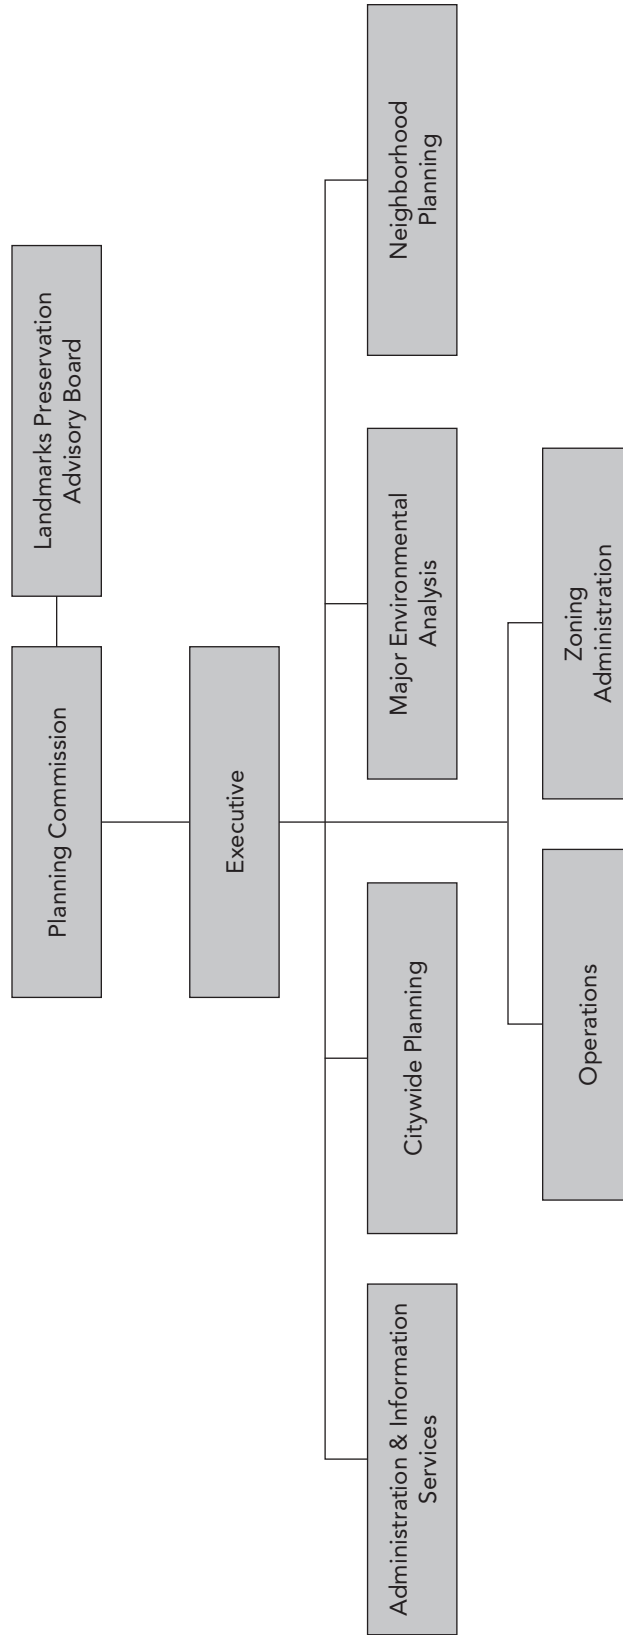 Planning Commission
Landmarks Preservation
Advisory Board
Executive
Administration & Information
Services
Citywide Planning
Major Environmental
Analysis
Neighborhood
Planning
Operations
Zoning
Administration